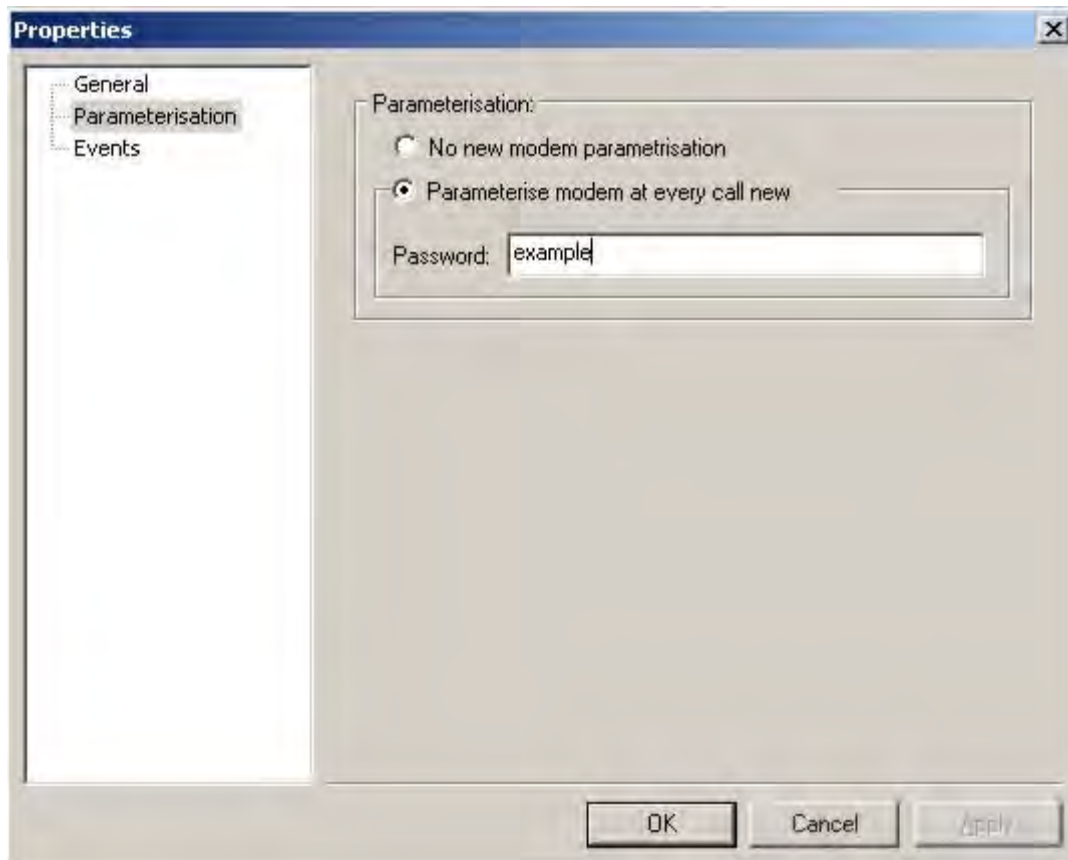 Properties
General
Parameterisation
Events
Parameterisation:
No new modem parametrisation
Parameterise modem at every call new
Password: example
OK
Cancel
Apply